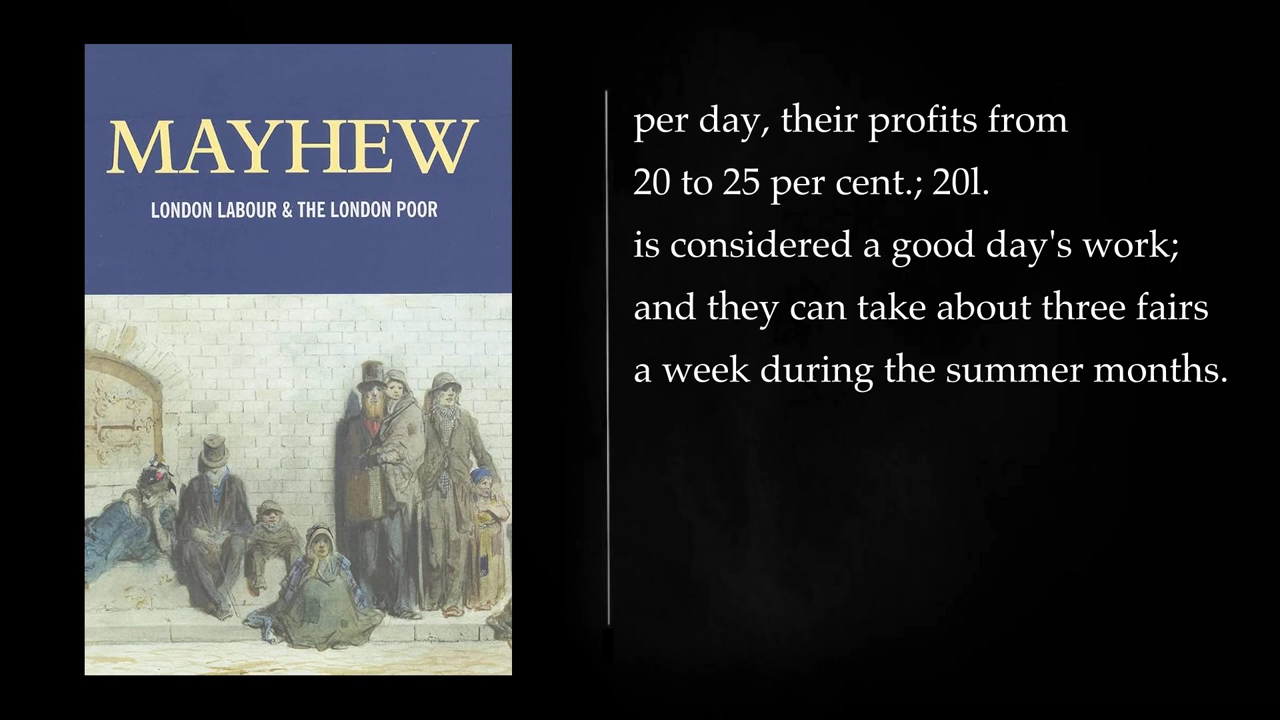 MAYHEW
LONDON LABOUR & THE LONDON POOR
per day, their profits from
20 to 25 per cent.; 20l.
is considered a good day's work;
and they can take about three fairs
a week during the summer months.